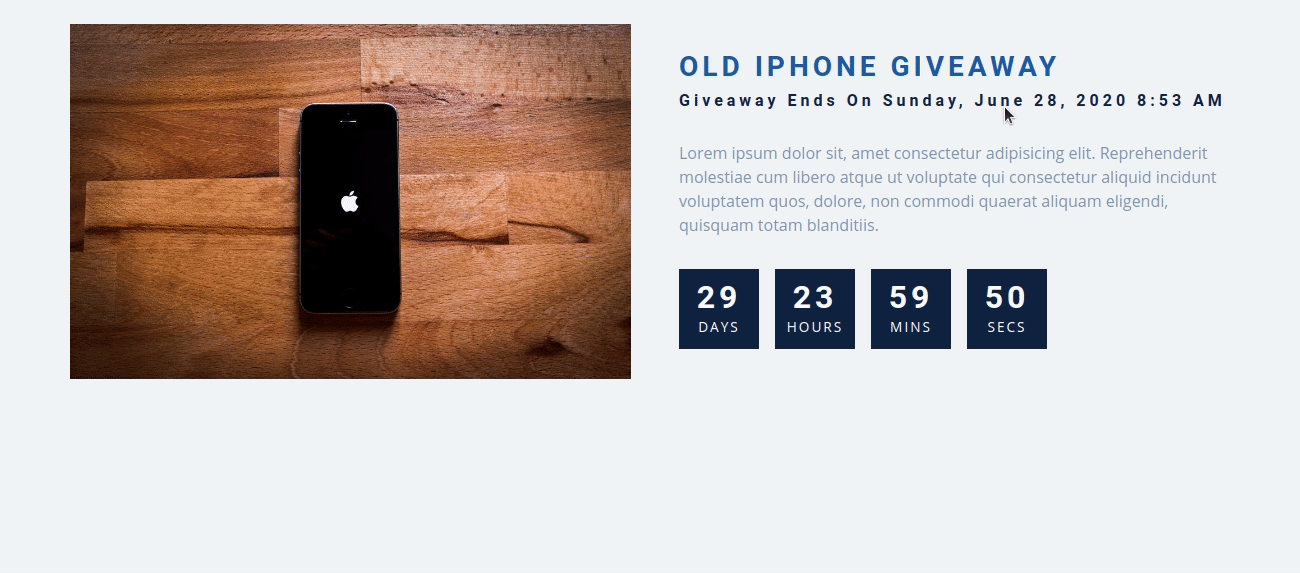 OLD IPHONE GIVEAWAY
Giveaway Ends On Sunday, June 28, 2020 8:53 AM
Lorem ipsum dolor sit, amet consectetur adipisicing elit. Reprehenderit
molestiae cum libero atque ut voluptate qui consectetur aliquid incidunt
voluptatem quos, dolore, non commodi quaerat aliquam eligendi,
quisquam totam blanditiis.
29 23 59 50
DAYS HOURS MINS SECS